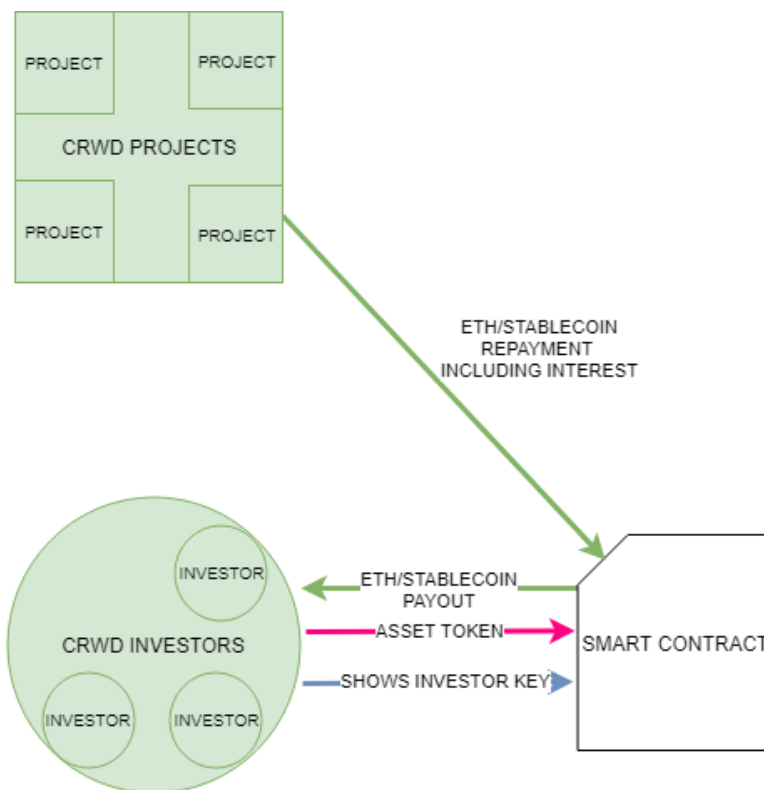 PROJECT
PROJECT
CRWD PROJECTS
PROJECT
PROJECT
ETH/STABLECOIN
REPAYMENT
INCLUDING INTEREST
INVESTOR
ETH/STABLECOIN
PAYOUT
ASSET TOKEN
CRWD INVESTORS
SMART CONTRACT
SHOWS INVESTOR KEY
INVESTOR
INVESTOR